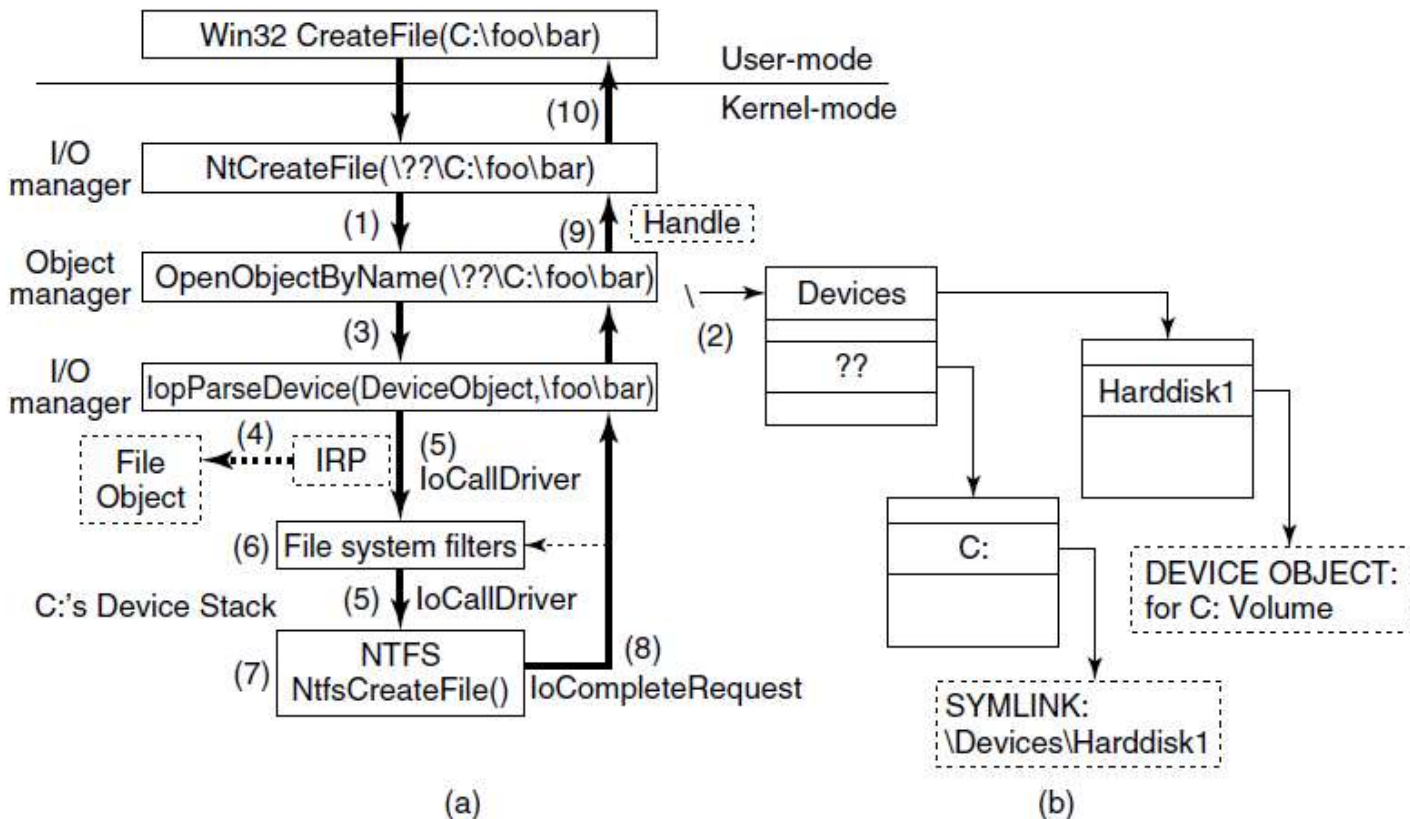 Win32 CreateFile(C:\foo\bar)
User-mode
Kernel-mode
(10)
I/O
manager
NtCreateFile(\??\C:\foo\bar)
(1)
(9)
Handle
Object
manager
OpenObjectByName(\??\C:\foo\bar)
(3)
I/O
manager
IopParseDevice(DeviceObject,\foo\bar)
(4)
File
Object
IRP
(5)
IoCallDriver
(6)
File system filters
C:'s Device Stack
(5)
IoCallDriver
(7)
NTFS
NtfsCreateFile()
(8)
IoCompleteRequest
(a)
\
(2)
Devices
??
Harddisk1
C:
DEVICE OBJECT:
for C: Volume
SYMLINK:
\Devices\Harddisk1
(b)